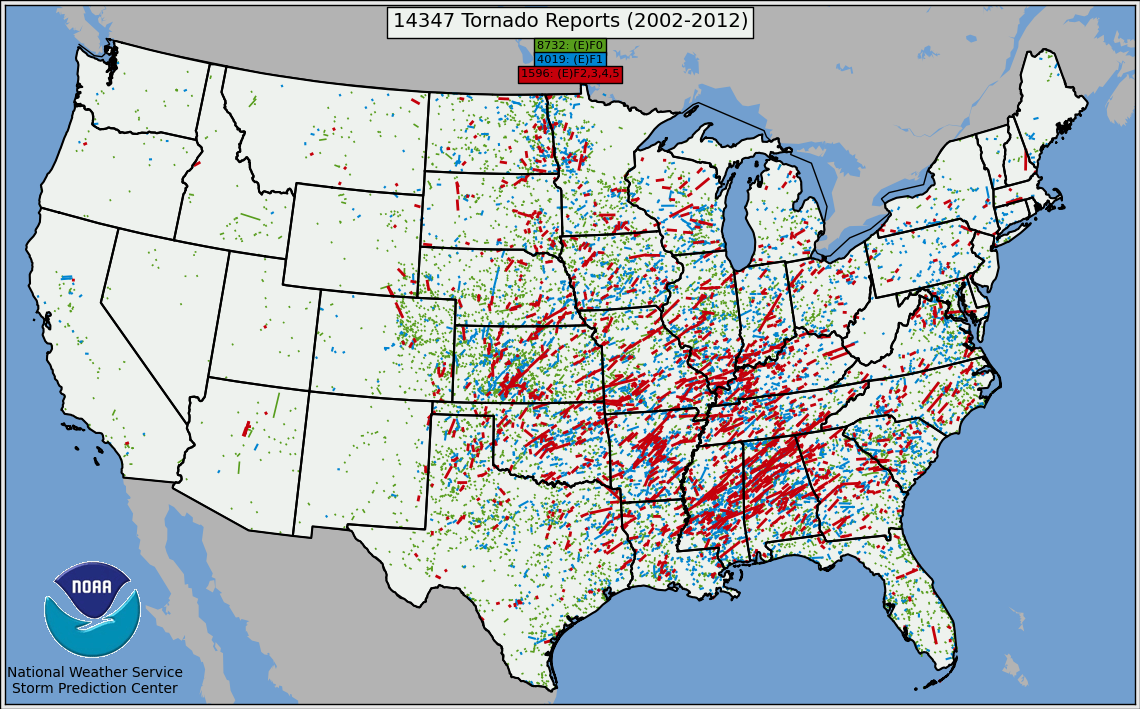 14347 Tornado Reports (2002-2012)
8732: (E)F0
4019: (E)F1
1596: (E)F2,3,4,5
NOAA
National Weather Service
Storm Prediction Center